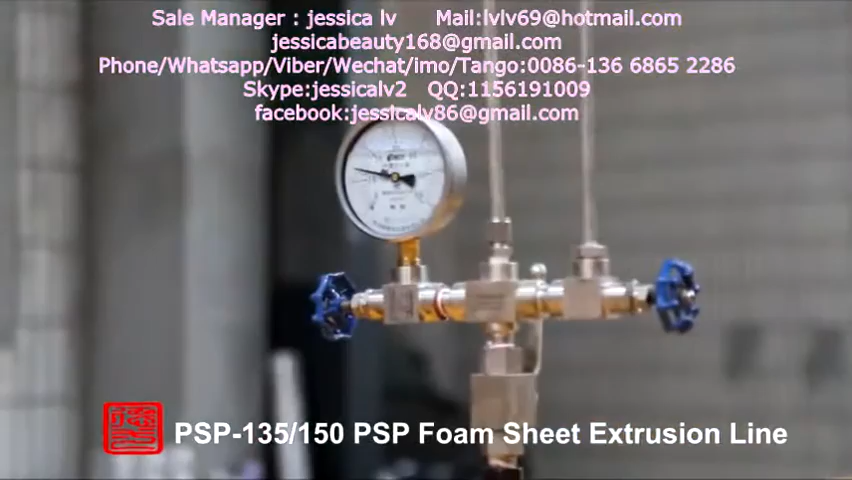 Sale Manager : jessica lv Mail:lvlv69@hotmail.com
jessicabeauty168@gmail.com
Phone/Whatsapp/Viber/Wechat/imo/Tango:0086-136 6865 2286
Skype:jessicalv2 QQ:1156191009
facebook:jessicalv86@gmail.com
PSP-135/150 PSP Foam Sheet Extrusion Line